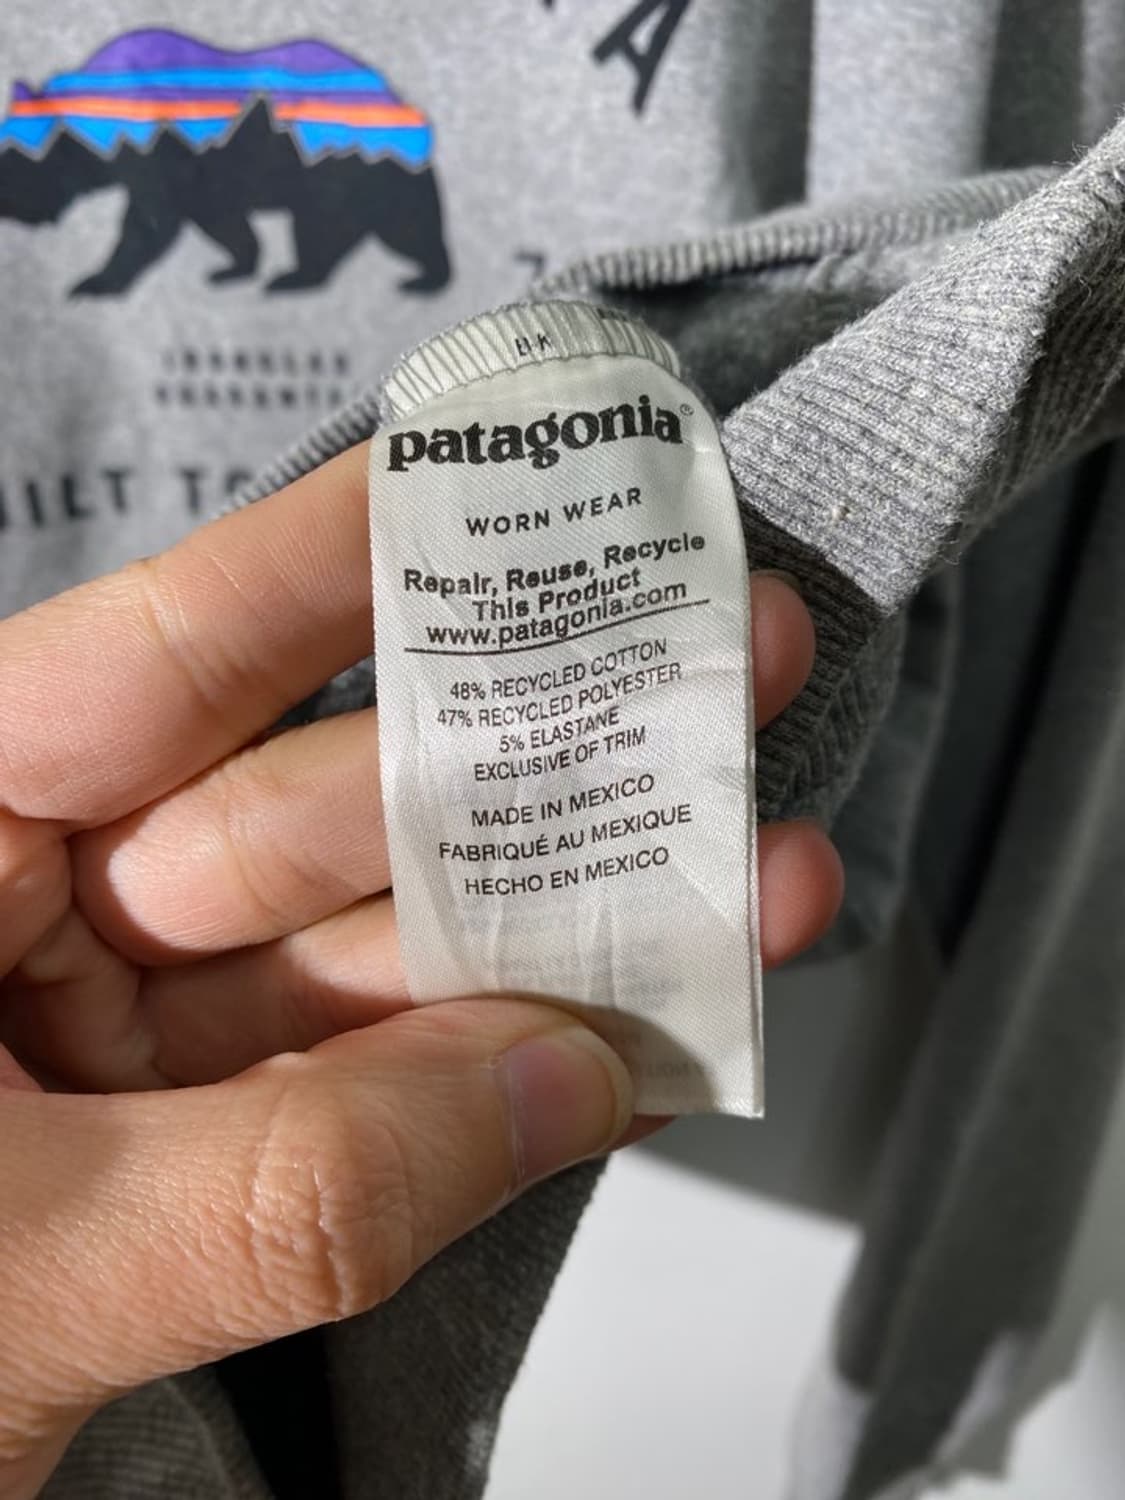 A
patagonia®
WORN WEAR
Repair, Reuse, Recycle
This Product
www.patagonia.com
48% RECYCLED COTTON
47% RECYCLED POLYESTER
5% ELASTANE
EXCLUSIVE OF TRIM
MADE IN MEXICO
FABRIQUÉ AU MEXIQUE
HECHO EN MEXICO